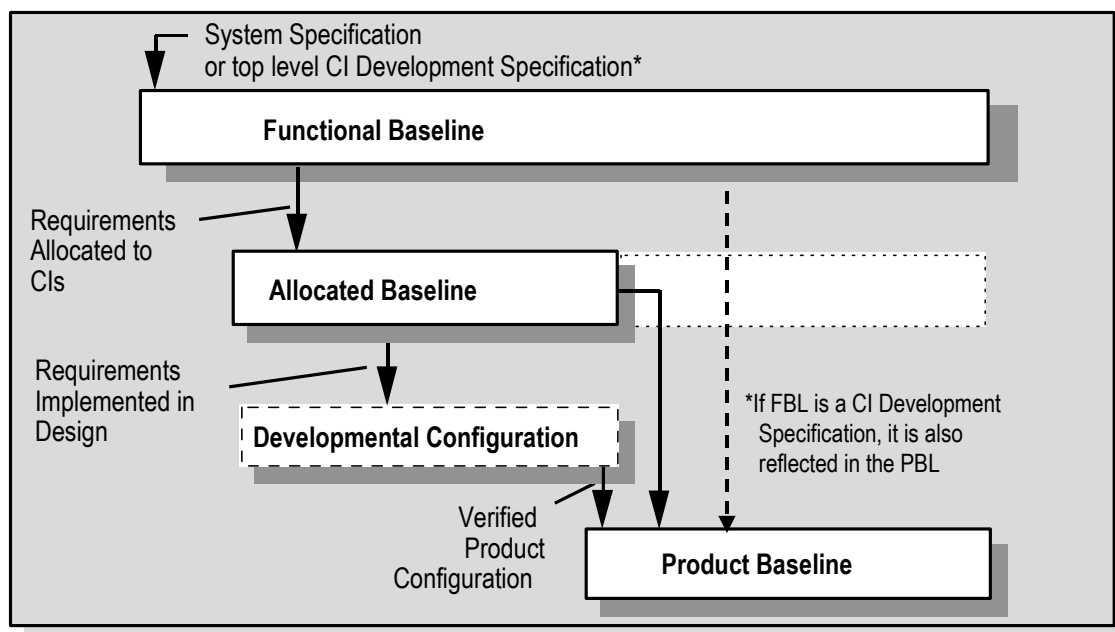 System Specification
or top level CI Development Specification*
Functional Baseline
Requirements
Allocated to
CIs
Allocated Baseline
Requirements
Implemented in
Design
*If FBL is a CI Development
Specification, it is also
reflected in the PBL
Developmental Configuration
Verified
Product
Configuration
Product Baseline